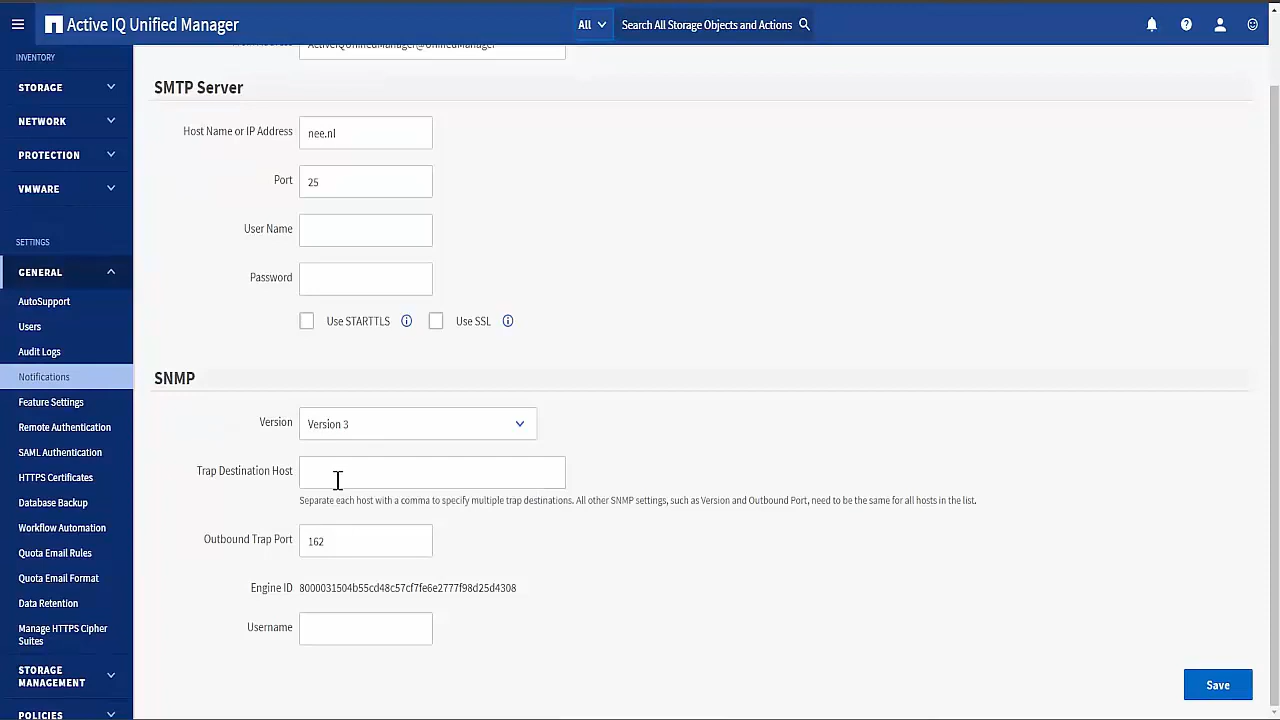 Active IQ Unified Manager
All
Search All Storage Objects and Actions
INVENTORY
STORAGE
NETWORK
PROTECTION
VMWARE
SETTINGS
GENERAL
AutoSupport
Users
Audit Logs
Notifications
Feature Settings
Remote Authentication
SAML Authentication
HTTPS Certificates
Database Backup
Workflow Automation
Quota Email Rules
Quota Email Format
Data Retention
Manage HTTPS Cipher
Suites
STORAGE
MANAGEMENT
POLICIES
From Address ActiveIQUnifiedManager@UnifiedManager
SMTP Server
Host Name or IP Address nee.nl
Port 25
User Name
Password
Use STARTTLS Use SSL
SNMP
Version Version 3
Trap Destination Host
Separate each host with a comma to specify multiple trap destinations. All other SNMP settings, such as Version and Outbound Port, need to be the same for all hosts in the list.
Outbound Trap Port 162
Engine ID 8000031504b55cd48c57cf7fe6e2777f98d25d4308
Username
Save